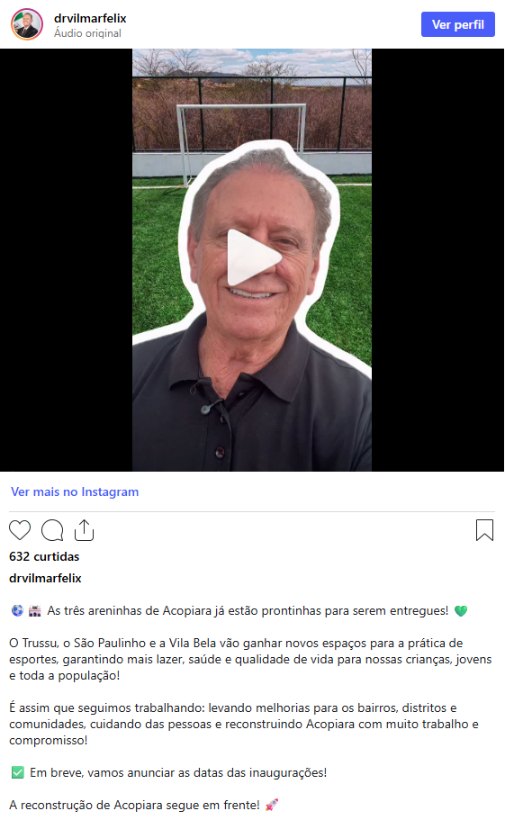 drvilmarfelix
Áudio original
Ver perfil
Ver mais no Instagram
632 curtidas
drvilmarfelix
As três areninhas de Acopiara já estão prontinhas para serem entregues!
O Trussu, o São Paulinho e a Vila Bela vão ganhar novos espaços para a prática de
esportes, garantindo mais lazer, saúde e qualidade de vida para nossas crianças, jovens
e toda a população!
É assim que seguimos trabalhando: levando melhorias para os bairros, distritos e
comunidades, cuidando das pessoas e reconstruindo Acopiara com muito trabalho e
compromisso!
✅ Em breve, vamos anunciar as datas das inaugurações!
A reconstrução de Acopiara segue em frente! 🚀